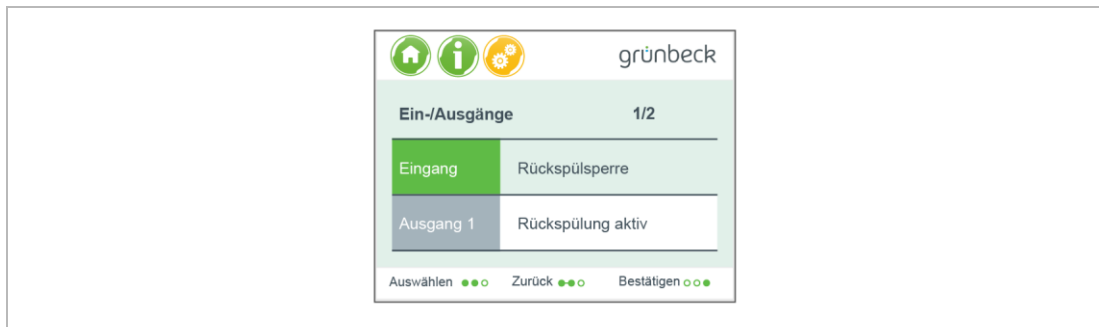 grünbeck
Ein-/Ausgänge 1/2
Eingang Rückspülsperre
Ausgang 1 Rückspülung aktiv
Auswählen Zurück Bestätigen